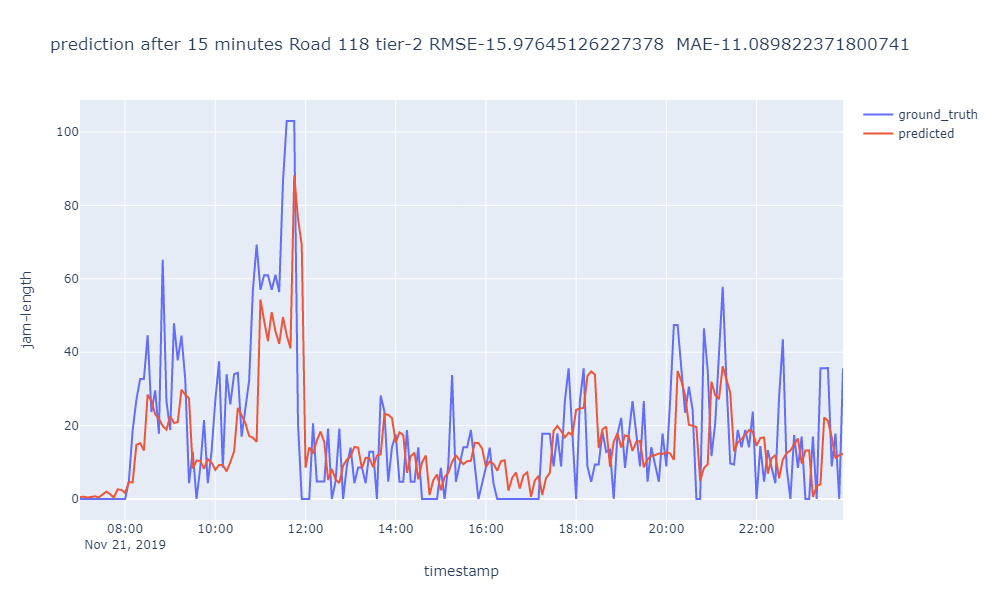 prediction after 15 minutes Road 118 tier-2 RMSE-15.97645126227378  MAE-11.089822371800741
ground_truth
predicted
jam-length
100
80
60
40
20
0
08:00 10:00 12:00 14:00 16:00 18:00 20:00 22:00
Nov 21, 2019
timestamp